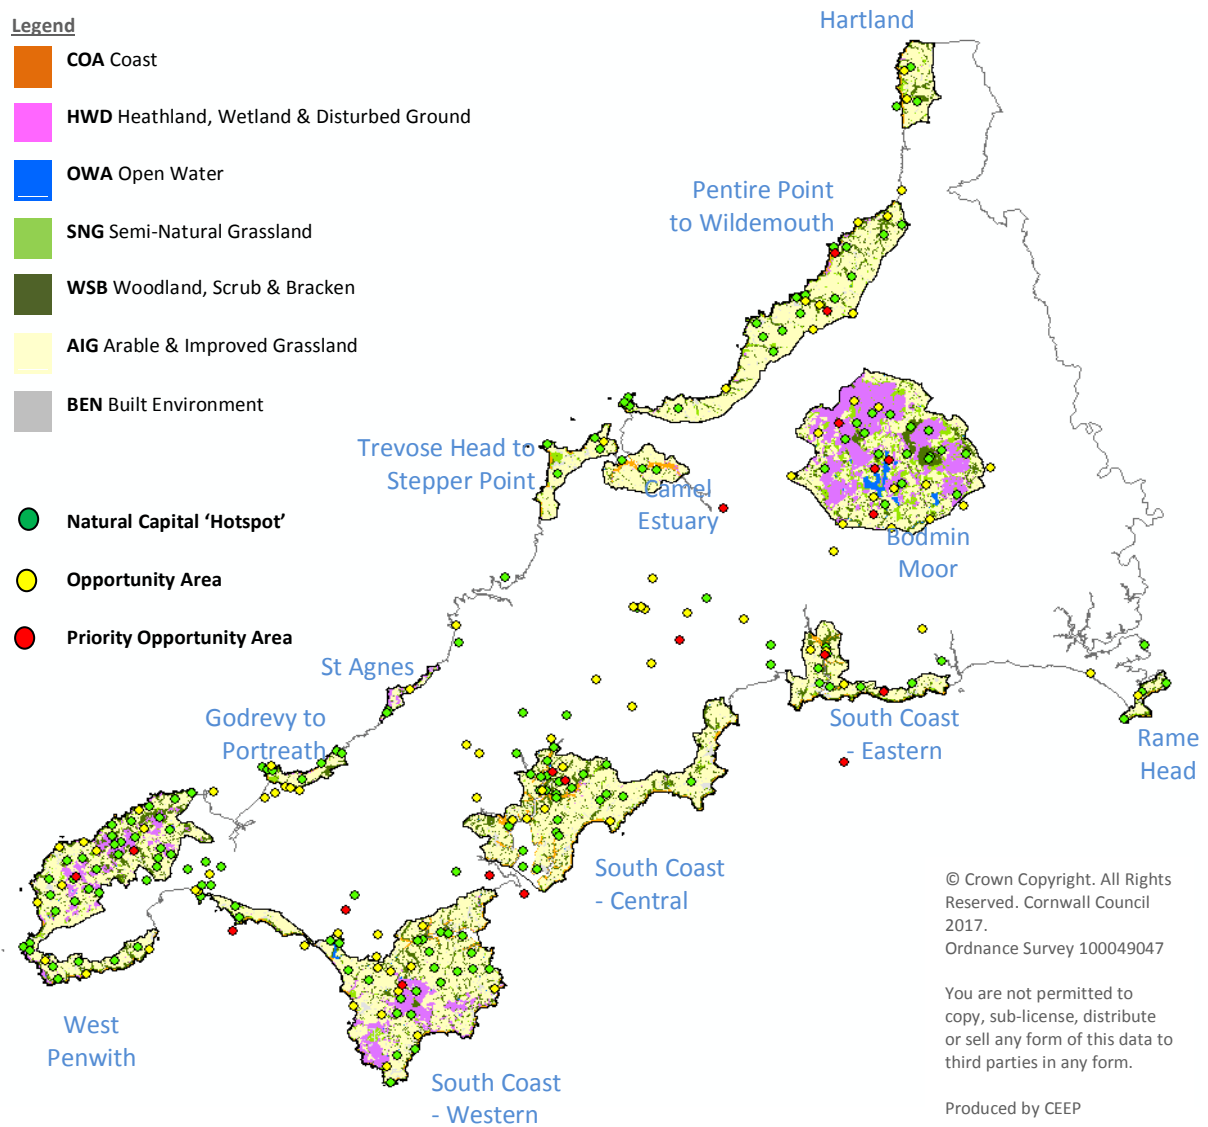 Legend
COA Coast
HWD Heathland, Wetland & Disturbed Ground
OWA Open Water
SNG Semi-Natural Grassland
WSB Woodland, Scrub & Bracken
AIG Arable & Improved Grassland
BEN Built Environment
Natural Capital ‘Hotspot’
Opportunity Area
Priority Opportunity Area
Hartland
Pentire Point
to Wildemouth
Trevose Head to
Stepper Point
Camel
Estuary
Bodmin
Moor
St Agnes
Godrevy to
Portreath
South Coast
- Eastern
Rame
Head
South Coast
- Central
West
Penwith
South Coast
- Western
© Crown Copyright. All Rights
Reserved. Cornwall Council
2017.
Ordnance Survey 100049047
You are not permitted to
copy, sub-license, distribute
or sell any form of this data to
third parties in any form.
Produced by CEEP